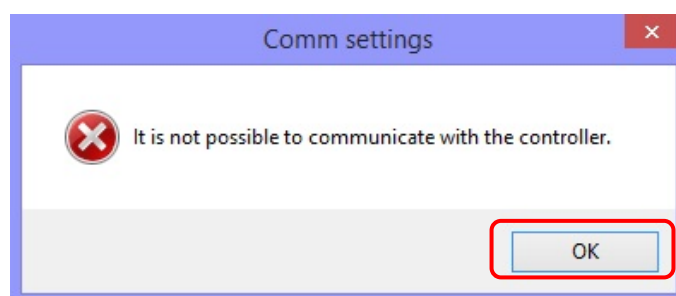 Comm settings
It is not possible to communicate with the controller.
OK